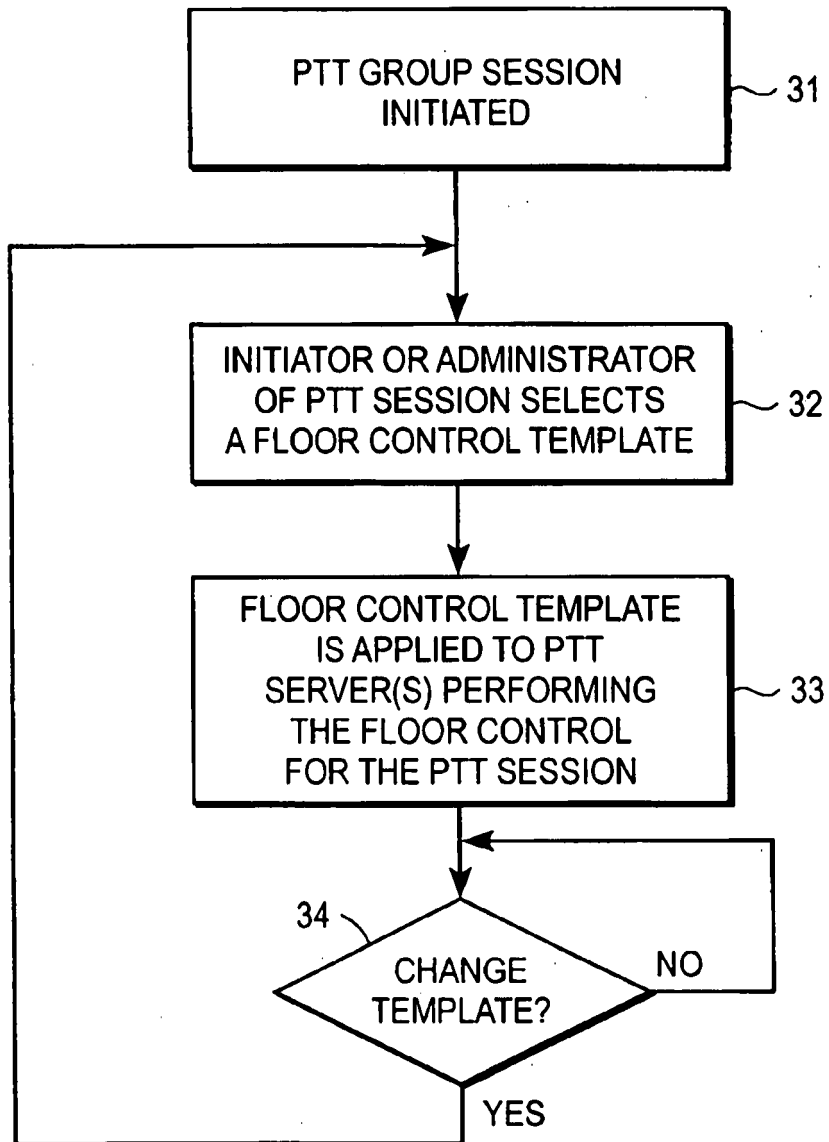 PTT GROUP SESSION
INITIATED
31
INITIATOR OR ADMINISTRATOR
OF PTT SESSION SELECTS
A FLOOR CONTROL TEMPLATE
32
FLOOR CONTROL TEMPLATE
IS APPLIED TO PTT
SERVER(S) PERFORMING
THE FLOOR CONTROL
FOR THE PTT SESSION
33
34
CHANGE
TEMPLATE?
NO
YES